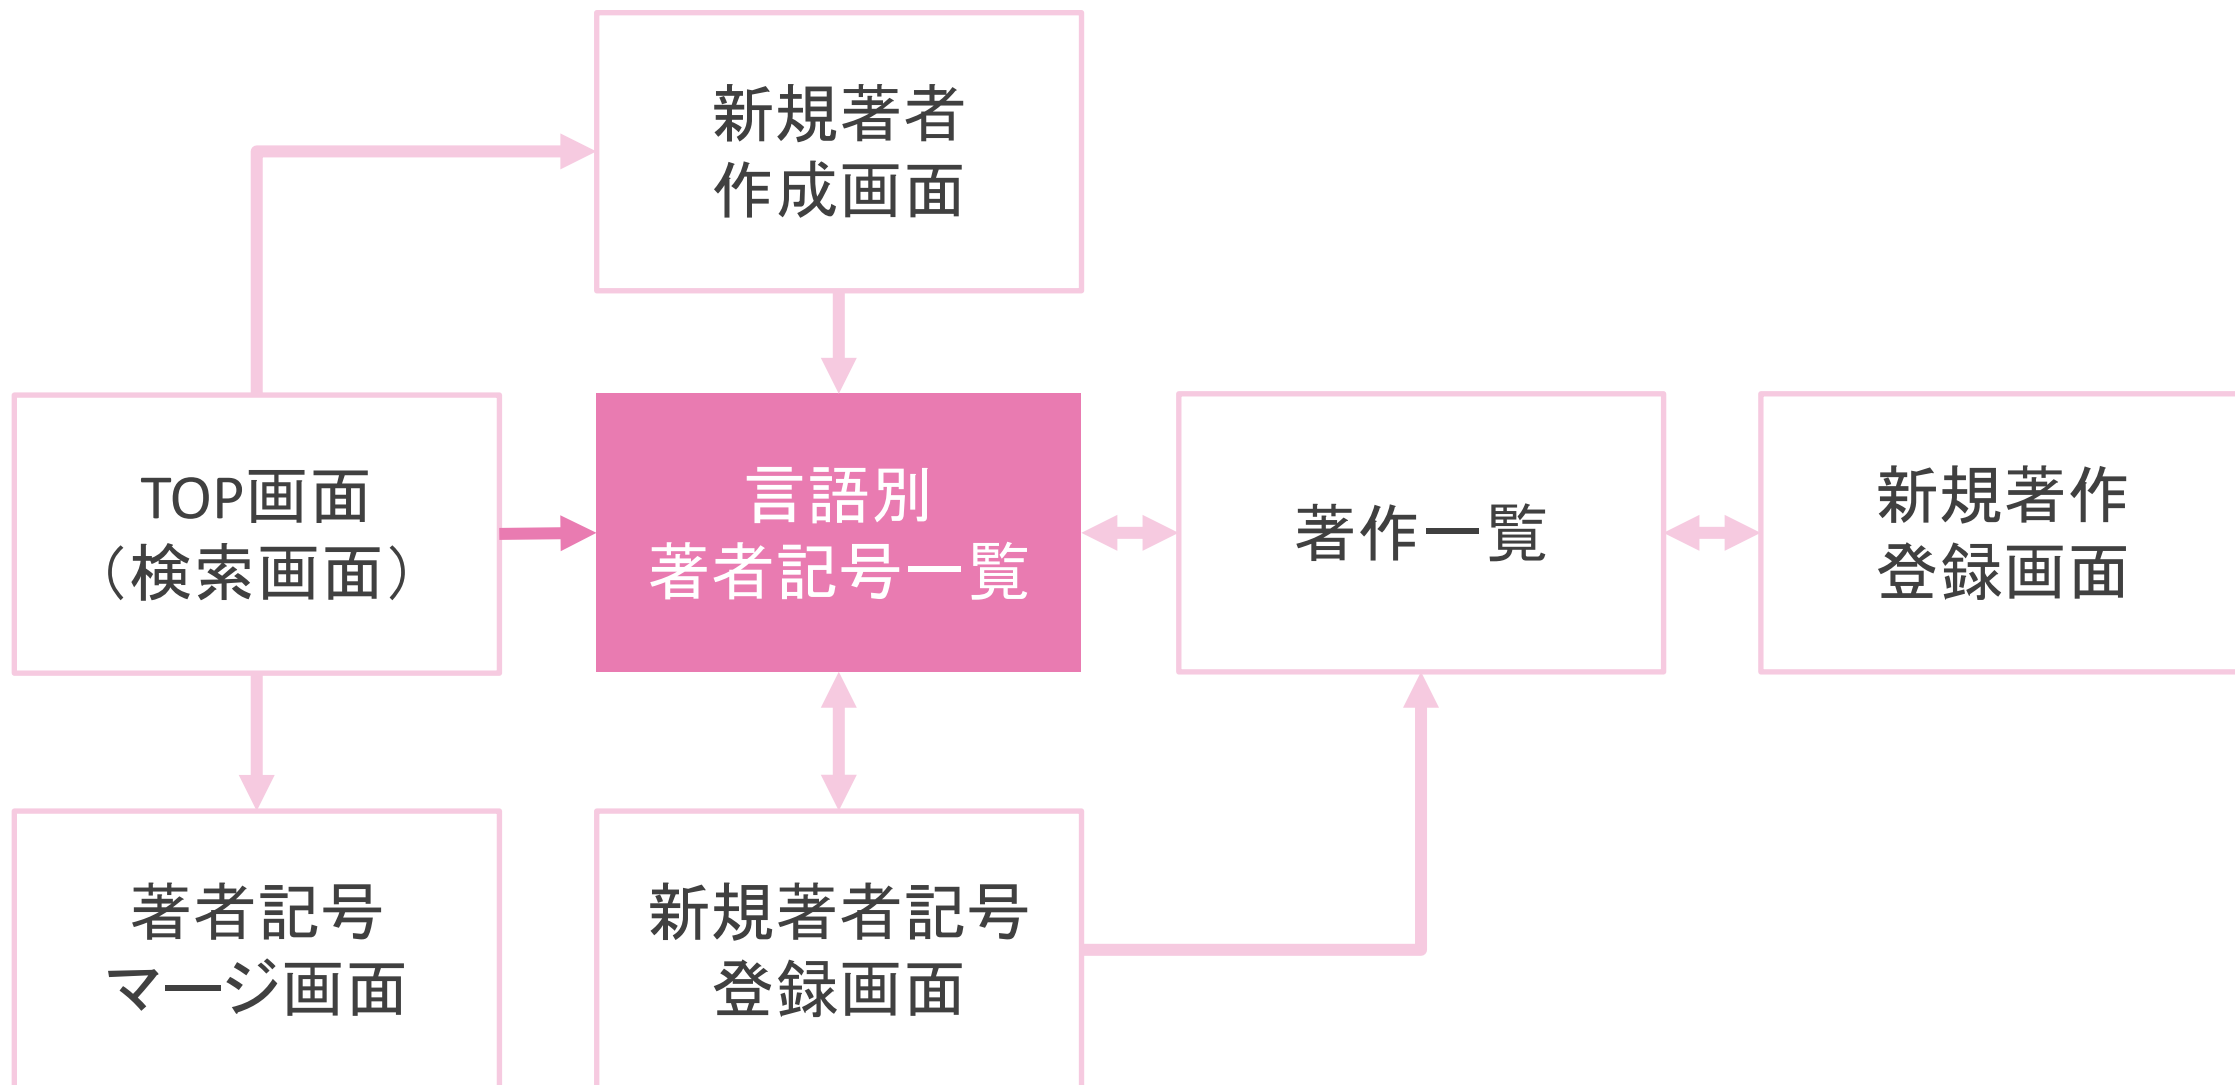 新規著者
作成画面
TOP画面
（検索画面）
言語別
著者記号一覧
著作一覧
新規著作
登録画面
著者記号
マージ画面
新規著者記号
登録画面